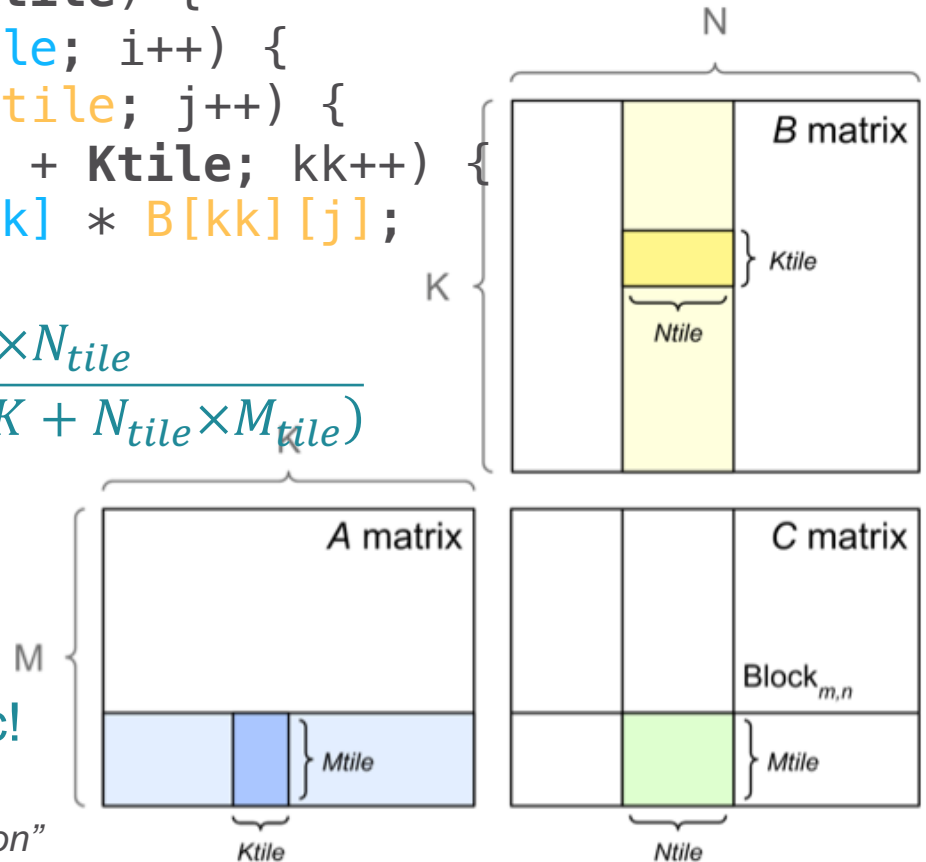 tile) {
le; i++) {
tile; j++) {
+ Ktile; kk++) {
k] * B[kk][j];
×N_tile
K + N_tile×M_tile)
c!
on”
N
B matrix
K
Ktile
Ntile
K
A matrix
M
Mtile
Ktile
C matrix
Block_m,n
Mtile
Ntile